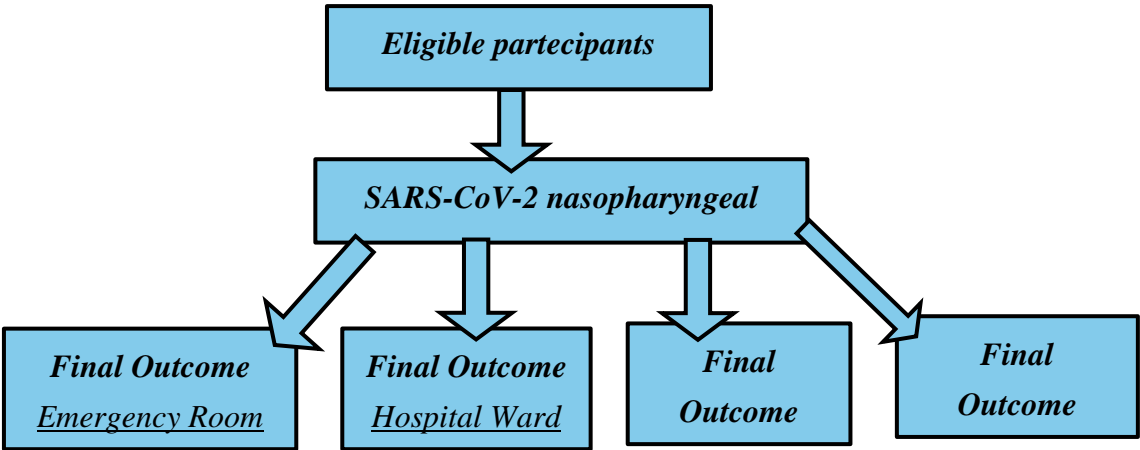 Eligible partecipants
SARS-CoV-2 nasopharyngeal
Final Outcome
Emergency Room
Final Outcome
Hospital Ward
Final
Outcome
Final
Outcome